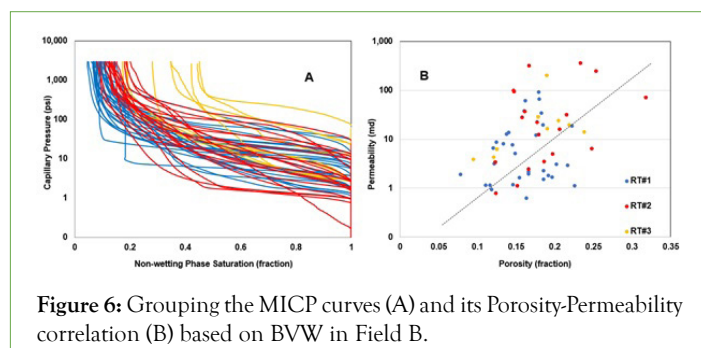 10,000
1,000
100
10
1
0
Capillary Pressure (psi)
A
0
0.2
0.4
0.6
0.8
1
Non-wetting Phase Saturation (fraction)
1,000
100
10
1
0
Permeability (md)
B
RT#1
RT#2
RT#3
0
0.05
0.1
0.15
0.2
0.25
0.3
0.35
Porosity (fraction)
Figure 6: Grouping the MICP curves (A) and its Porosity-Permeability
correlation (B) based on BVW in Field B.